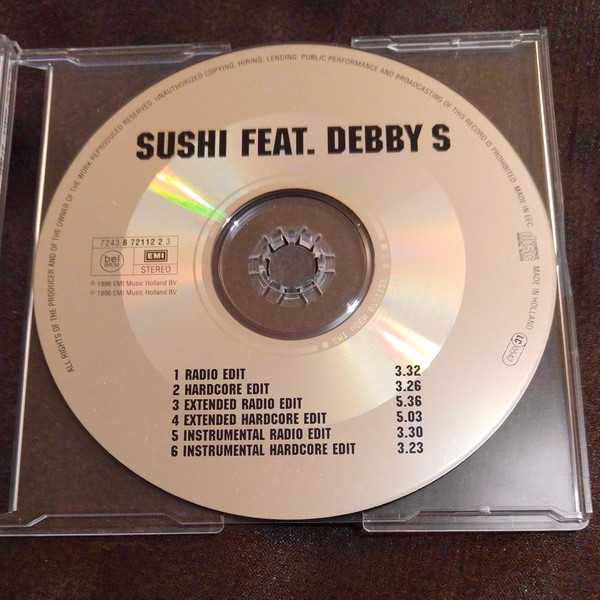 ALL RIGHTS OF THE PRODUCER AND OF THE OWNER OF THE WORK REPRODUCED RESERVED. UNAUTHORIZED COPYING, HIRING, LENDING, PUBLIC PERFORMANCE AND BROADCASTING OF THIS RECORD IS PROHIBITED. MADE IN EEC.
SUSHI FEAT. DEBBY S
7243 8 72112 2 3
bel
BIEM
EMI
STEREO
℗ 1996 EMI Music Holland BV
© 1996 EMI Music Holland BV
MADE IN HOLLAND
LC 0542
1 RADIO EDIT 3.32
2 HARDCORE EDIT 3.26
3 EXTENDED RADIO EDIT 5.36
4 EXTENDED HARDCORE EDIT 5.03
5 INSTRUMENTAL RADIO EDIT 3.30
6 INSTRUMENTAL HARDCORE EDIT 3.23